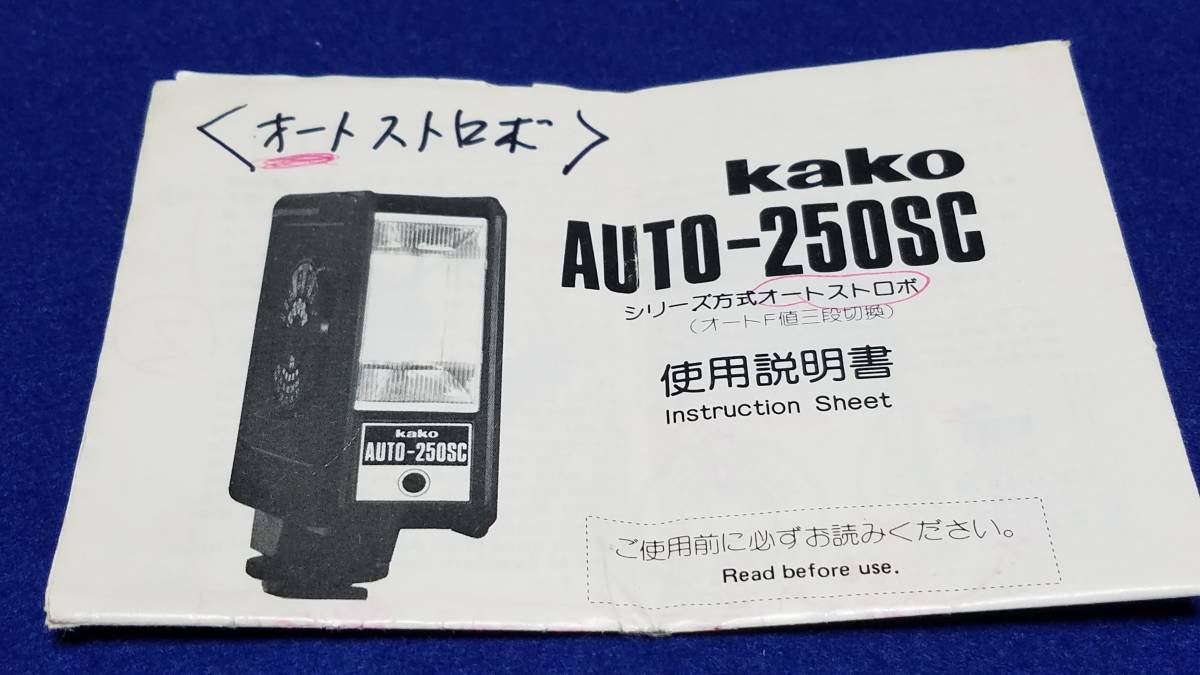 〈オートストロボ〉
kako
AUTO-250SC
シリーズ方式オートストロボ
(オートF値三段切換)
使用説明書
Instruction Sheet
kako
AUTO-250SC
ご使用前に必ずお読みください。
Read before use.